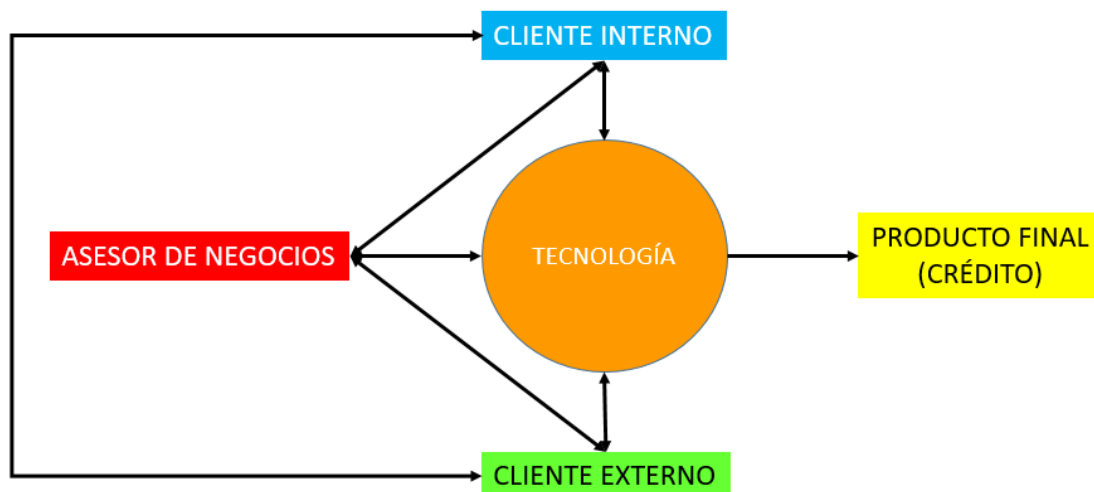 CLIENTE INTERNO
ASESOR DE NEGOCIOS
TECNOLOGÍA
PRODUCTO FINAL
(CRÉDITO)
CLIENTE EXTERNO